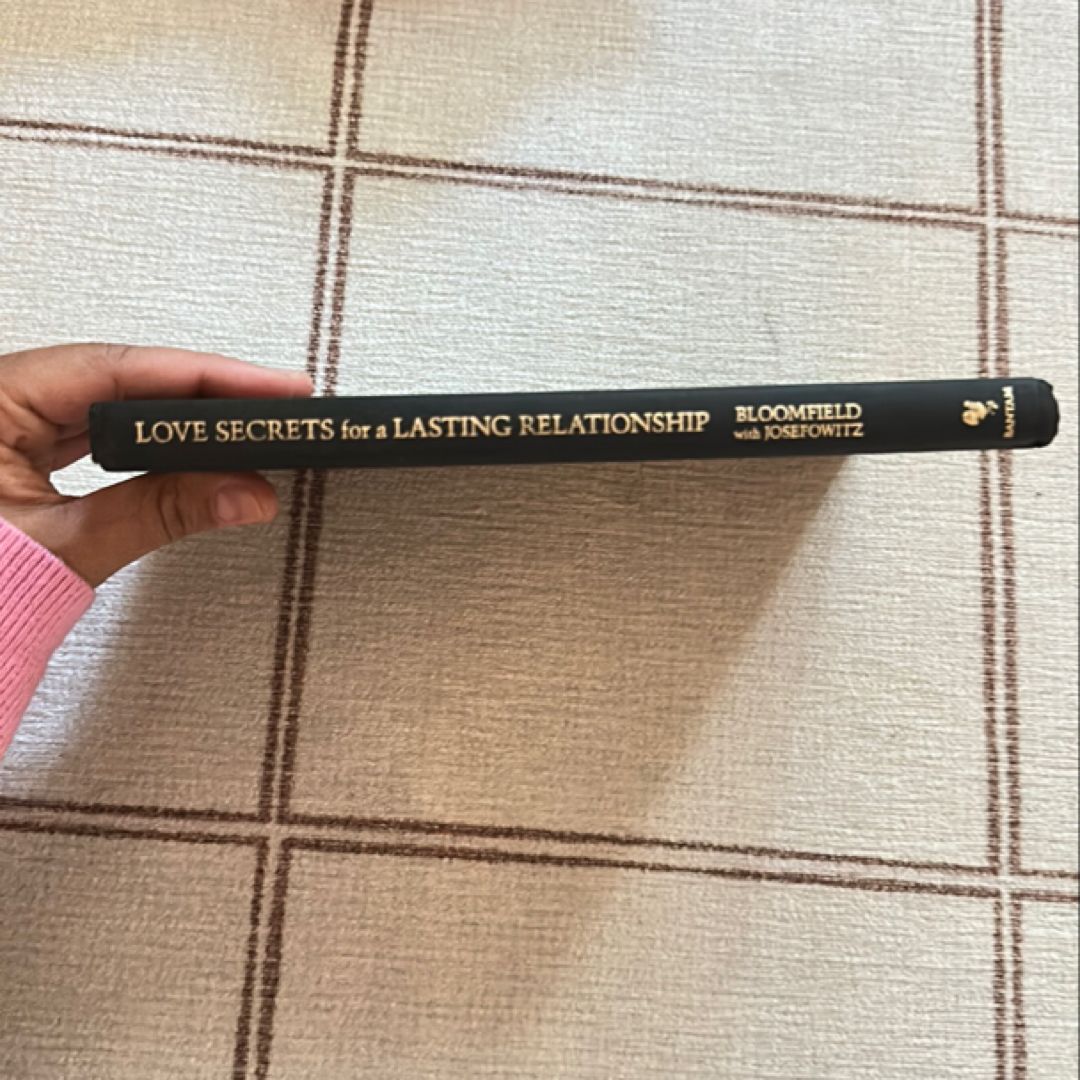 LOVE SECRETS for a LASTING RELATIONSHIP
BLOOMFIELD
with JOSEFOWITZ
BANTAM